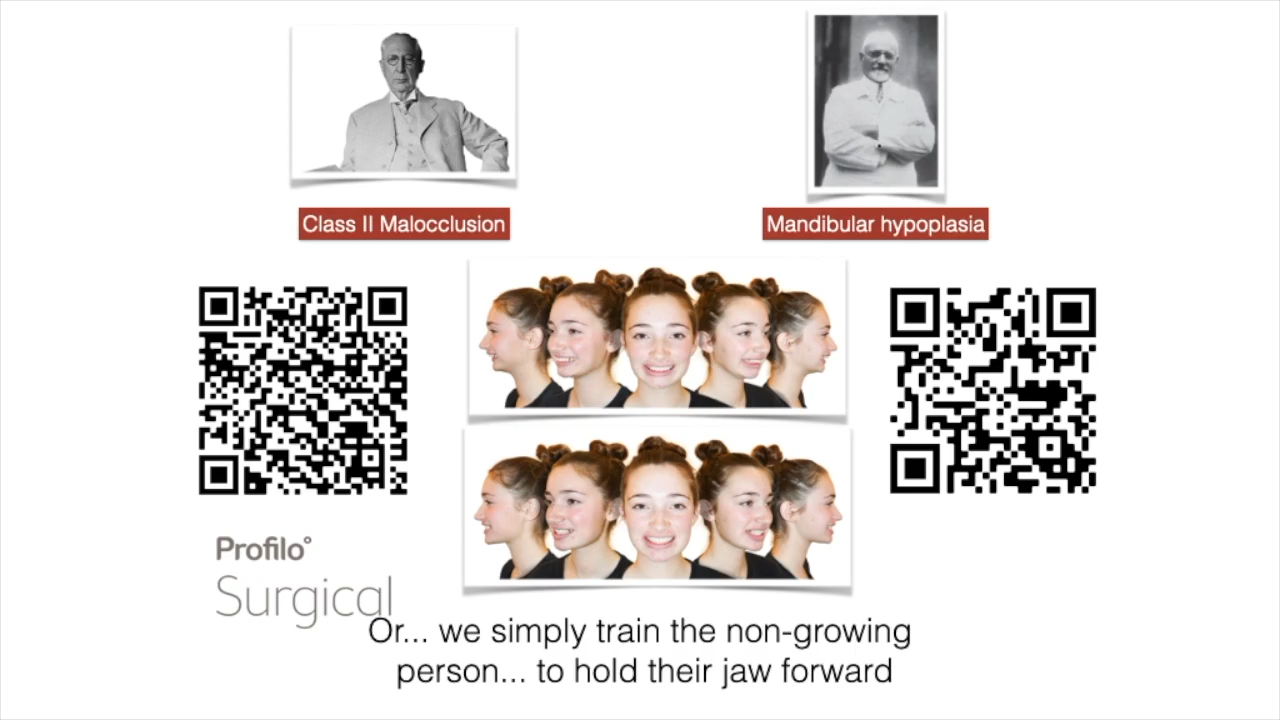 Class II Malocclusion
Mandibular hypoplasia
Profilo°
Surgical
Or... we simply train the non-growing
person... to hold their jaw forward